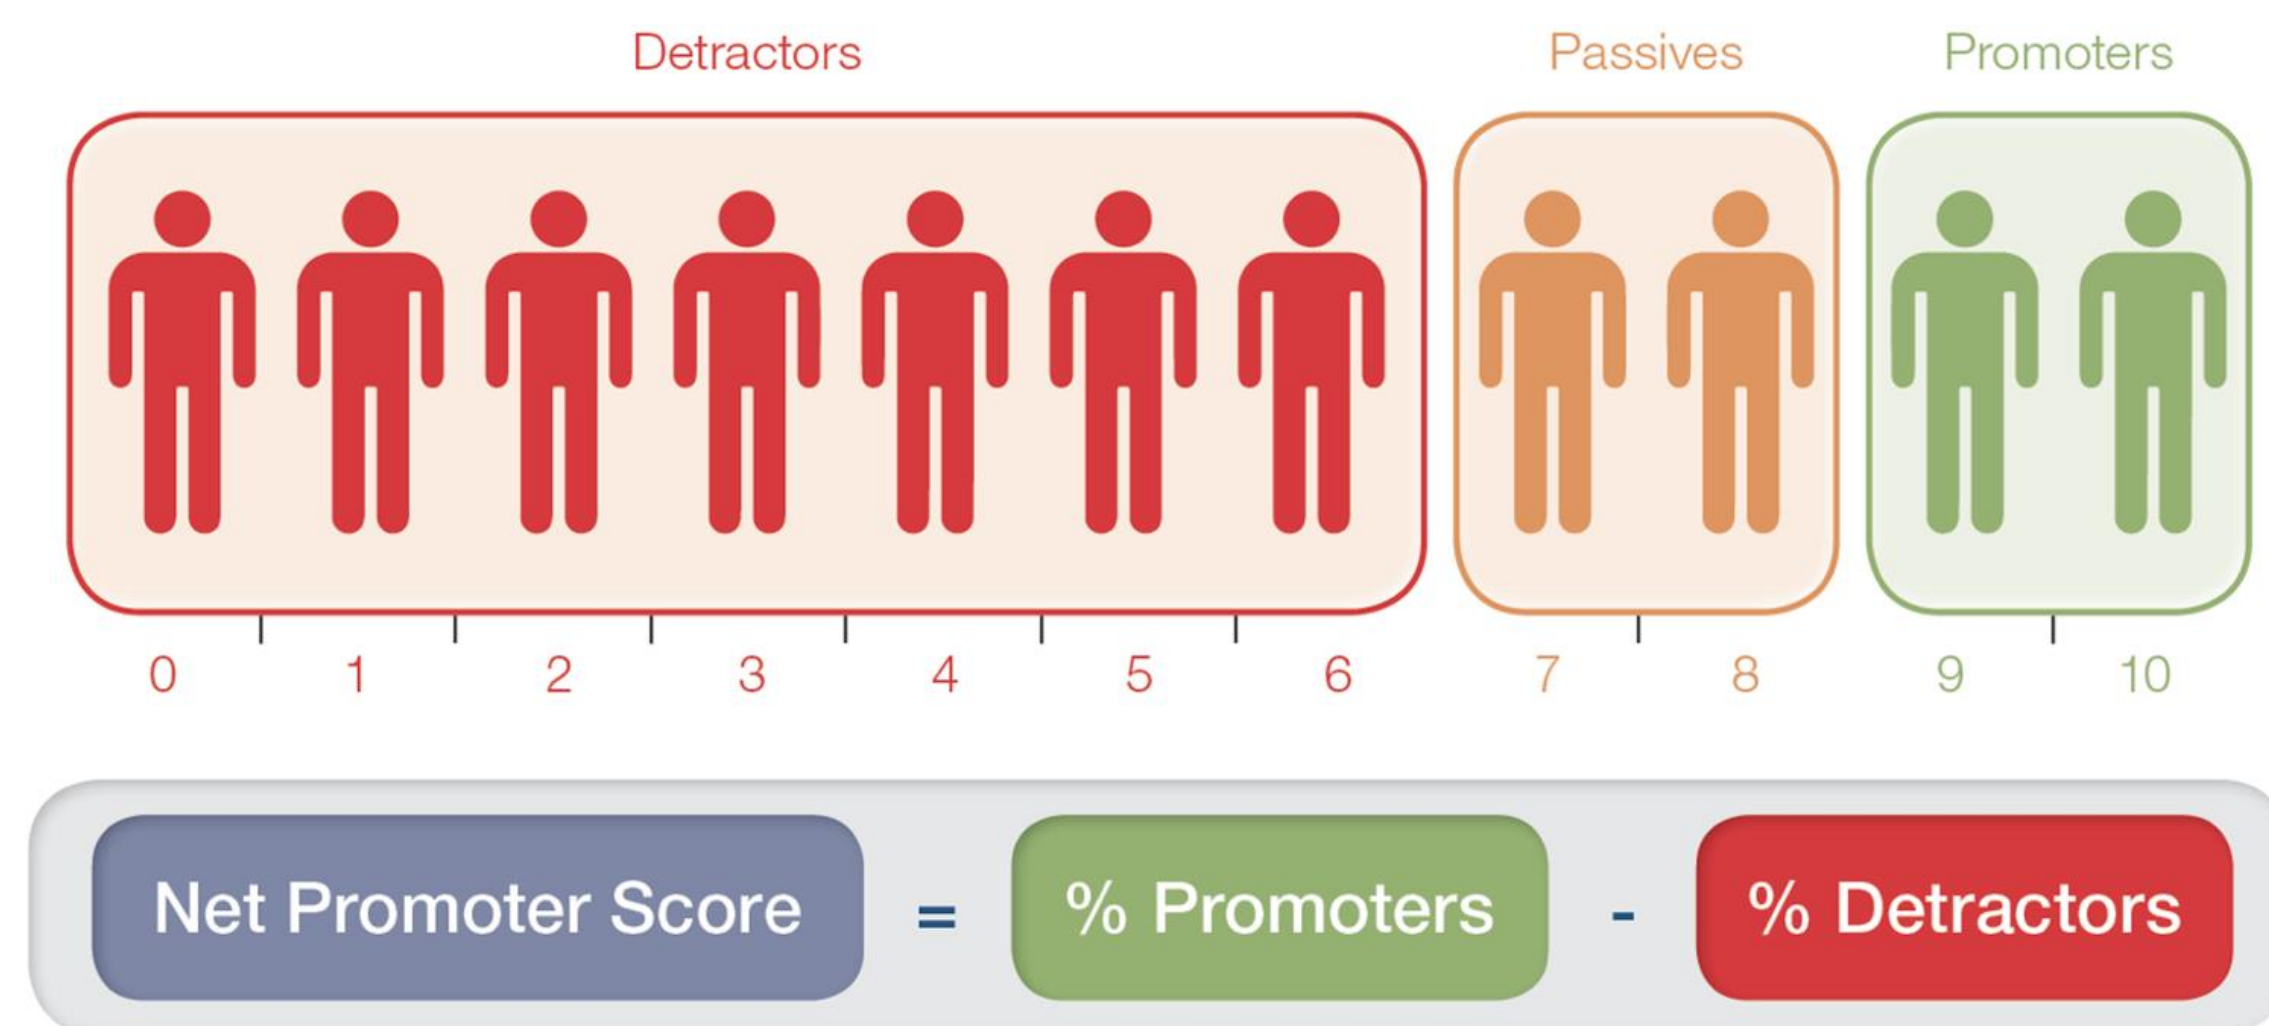 Detractors Passives Promoters
0 1 2 3 4 5 6 7 8 9 10
Net Promoter Score = % Promoters - % Detractors